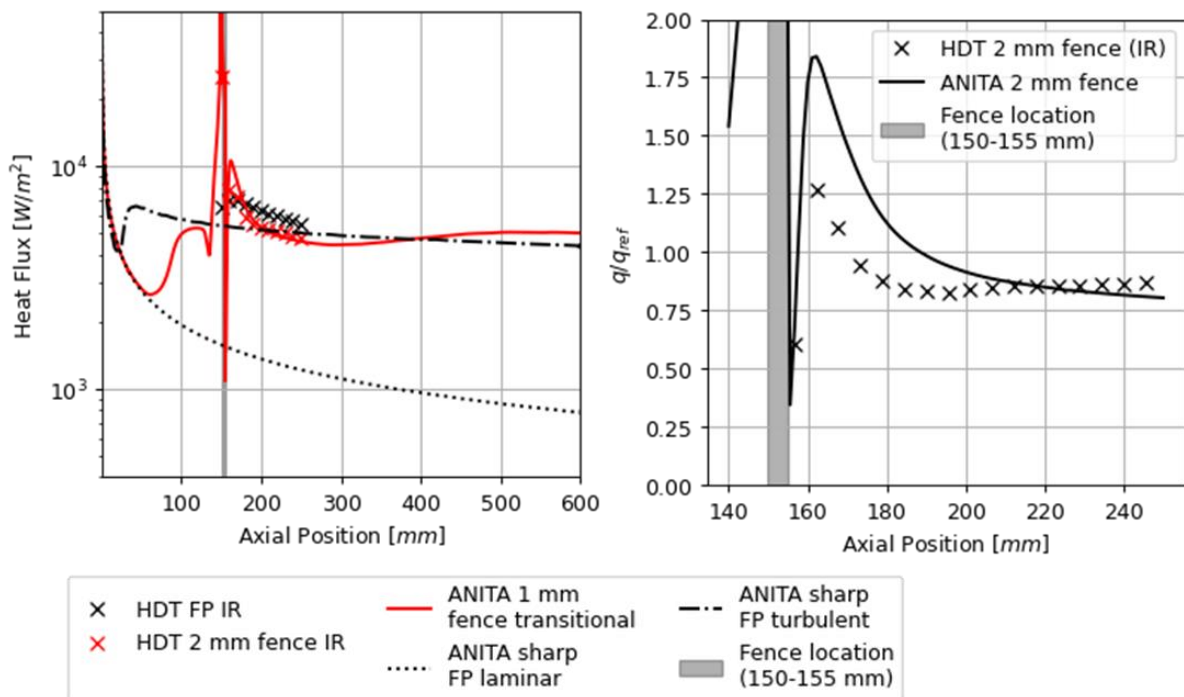 Heat Flux [W/m²]
10⁴
10³
100 200 300 400 500 600
Axial Position [mm]
q/q_ref
2.00
1.75
1.50
1.25
1.00
0.75
0.50
0.25
0.00
140 160 180 200 220 240
Axial Position [mm]
HDT 2 mm fence (IR)
ANITA 2 mm fence
Fence location
(150-155 mm)
HDT FP IR
HDT 2 mm fence IR
ANITA 1 mm
fence transitional
ANITA sharp
FP laminar
ANITA sharp
FP turbulent
Fence location
(150-155 mm)